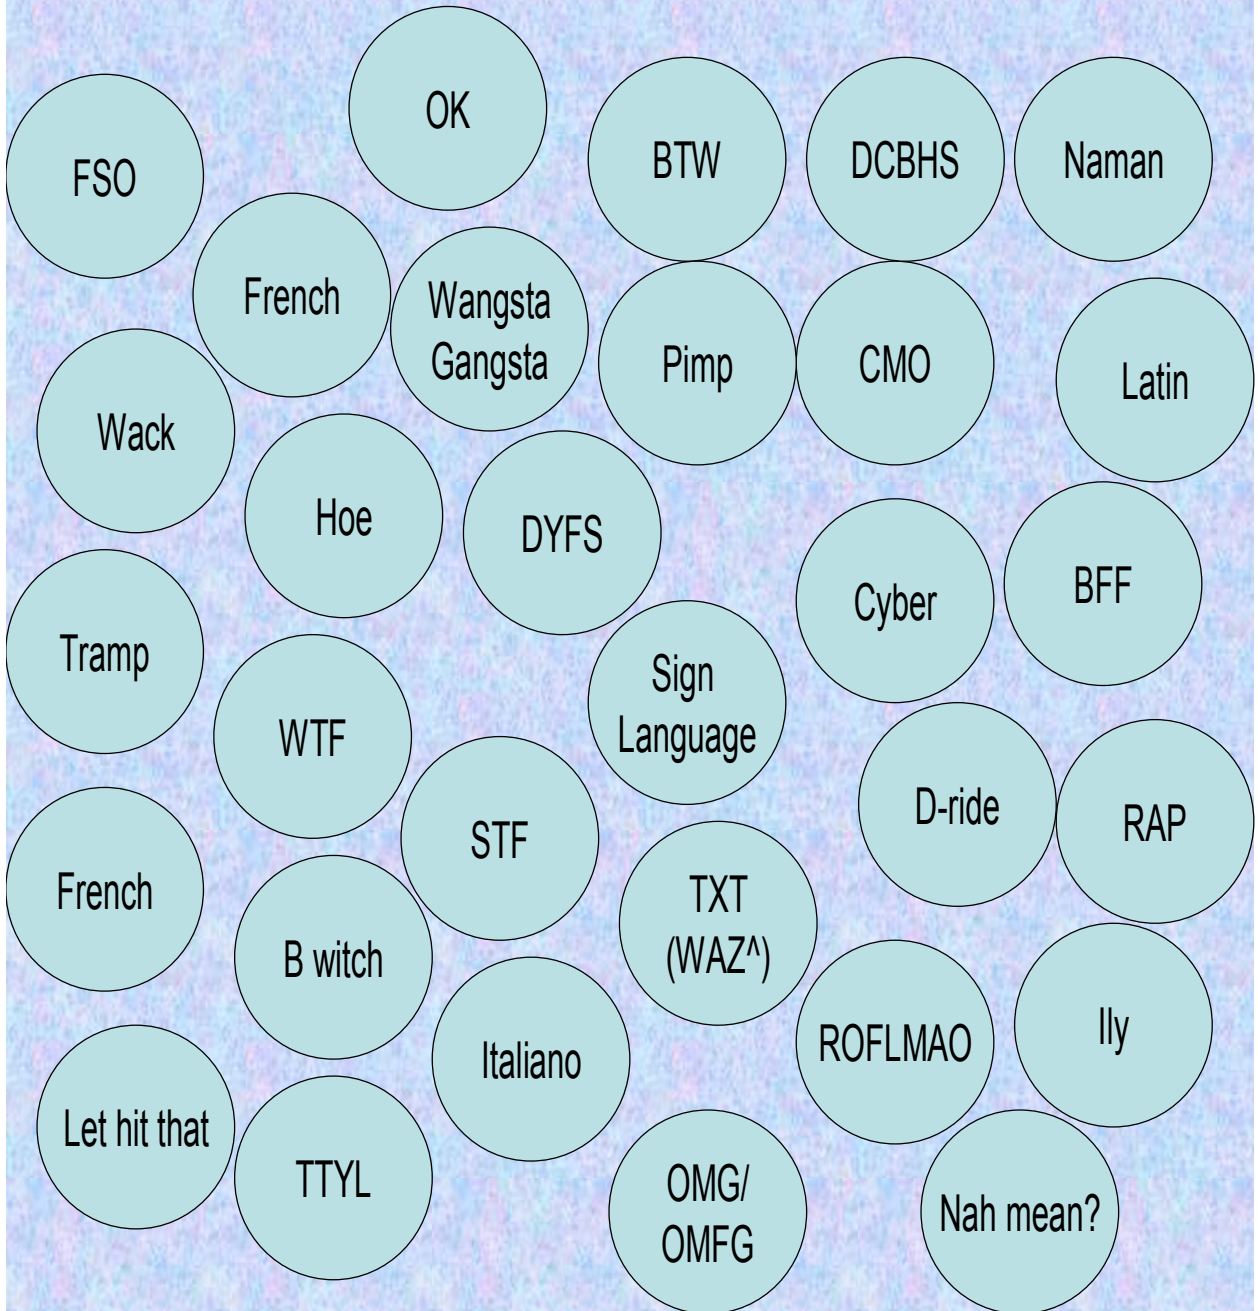 OK
BTW
DCBHS
Naman
FSO
French
Wangsta
Gangsta
Pimp
CMO
Latin
Wack
Hoe
DYFS
Cyber
BFF
Tramp
WTF
Sign
Language
STF
D-ride
RAP
French
B witch
TXT
(WAZ^)
ROFLMAO
Ily
Italiano
Let hit that
TTYL
OMG/
OMFG
Nah mean?